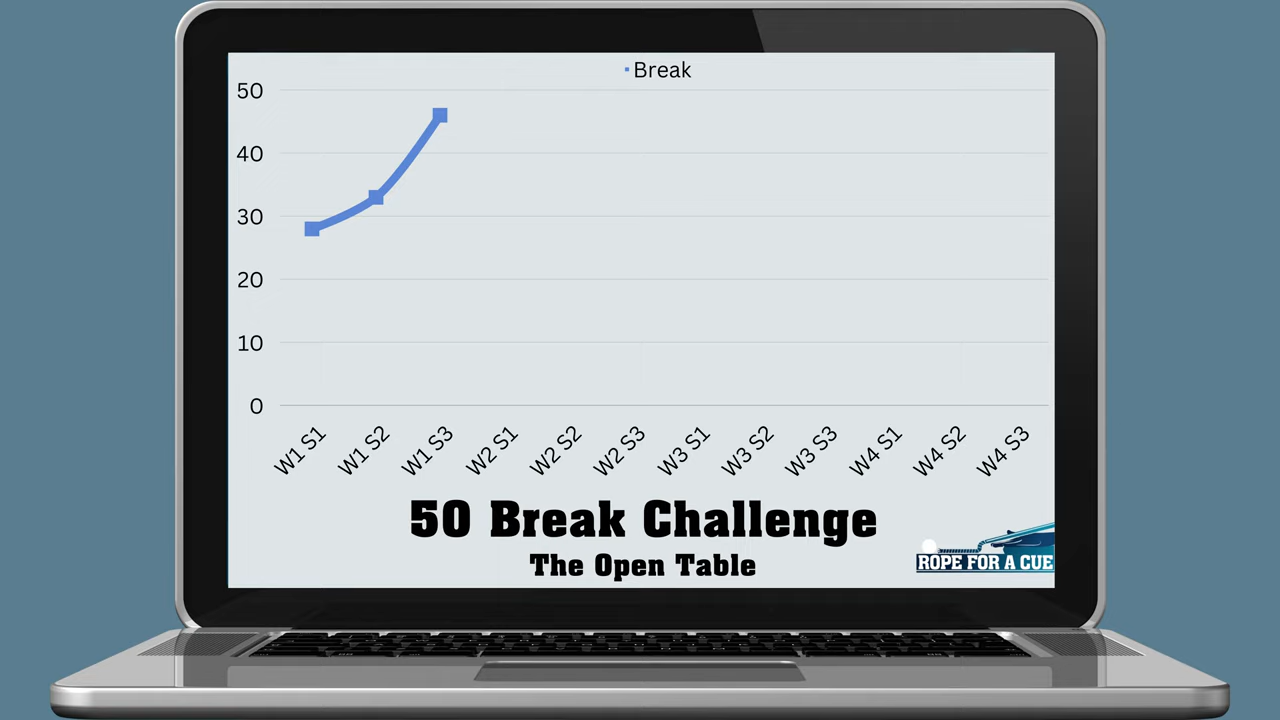 Break
50
40
30
20
10
0
W1 S1
W1 S2
W1 S3
W2 S1
W2 S2
W2 S3
W3 S1
W3 S2
W3 S3
W4 S1
W4 S2
W4 S3
50 Break Challenge
The Open Table
ROPE FOR A CUE